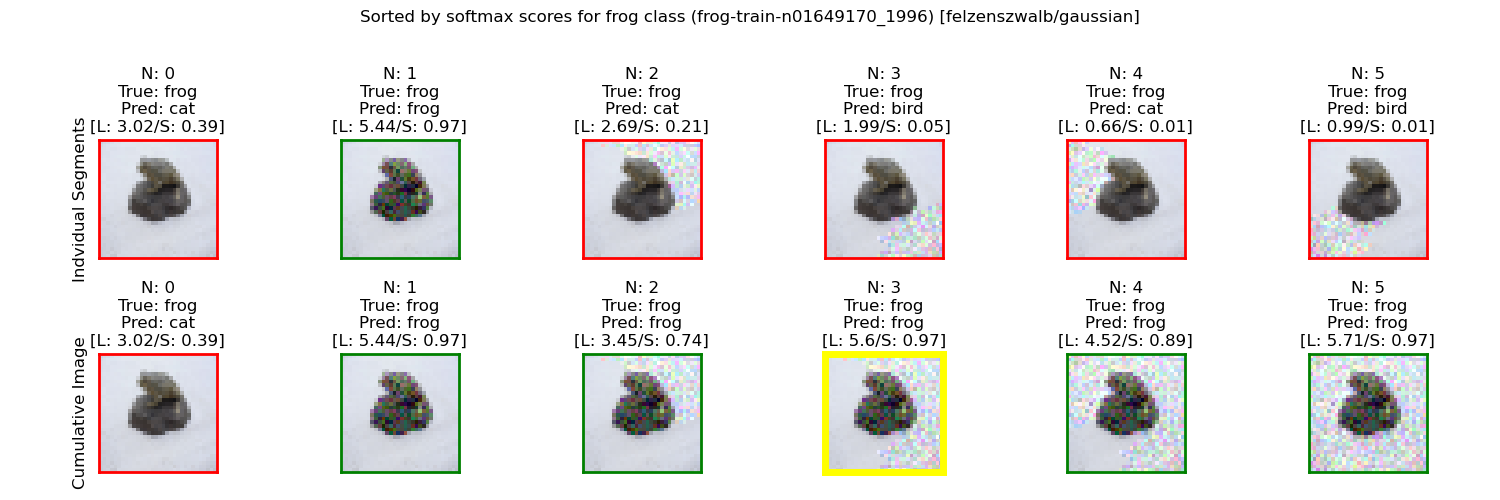 Sorted by softmax scores for frog class (frog-train-n01649170_1996) [felzenszwalb/gaussian]
Indvidual Segments
N: 0
True: frog
Pred: cat
[L: 3.02/S: 0.39]
N: 1
True: frog
Pred: frog
[L: 5.44/S: 0.97]
N: 2
True: frog
Pred: cat
[L: 2.69/S: 0.21]
N: 3
True: frog
Pred: bird
[L: 1.99/S: 0.05]
N: 4
True: frog
Pred: cat
[L: 0.66/S: 0.01]
N: 5
True: frog
Pred: bird
[L: 0.99/S: 0.01]
Cumulative Image
N: 0
True: frog
Pred: cat
[L: 3.02/S: 0.39]
N: 1
True: frog
Pred: frog
[L: 5.44/S: 0.97]
N: 2
True: frog
Pred: frog
[L: 3.45/S: 0.74]
N: 3
True: frog
Pred: frog
[L: 5.6/S: 0.97]
N: 4
True: frog
Pred: frog
[L: 4.52/S: 0.89]
N: 5
True: frog
Pred: frog
[L: 5.71/S: 0.97]